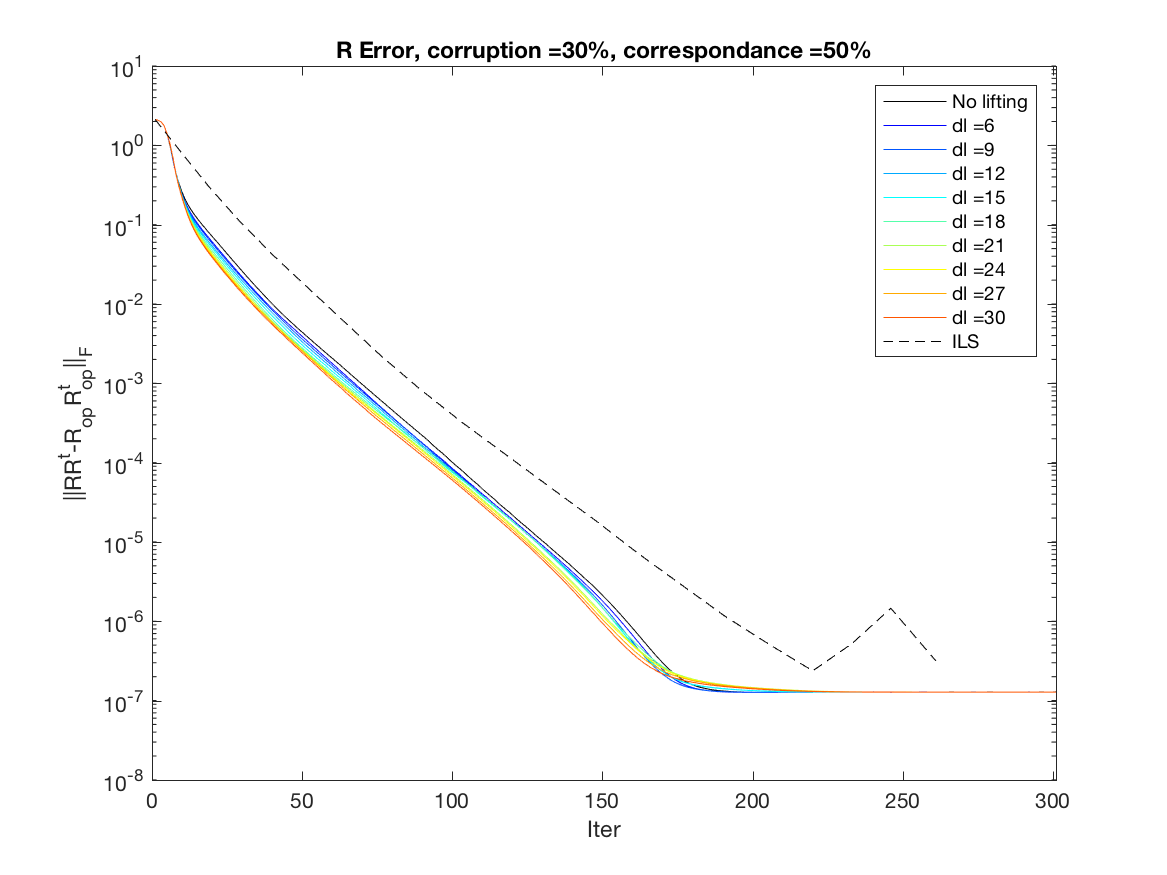 R Error, corruption =30%, correspondance =50%
10^1
10^0
10^-1
10^-2
10^-3
10^-4
10^-5
10^-6
10^-7
10^-8
||RR^t-R_op R^t_op||_F
0 50 100 150 200 250 300
Iter
No lifting
dl =6
dl =9
dl =12
dl =15
dl =18
dl =21
dl =24
dl =27
dl =30
ILS